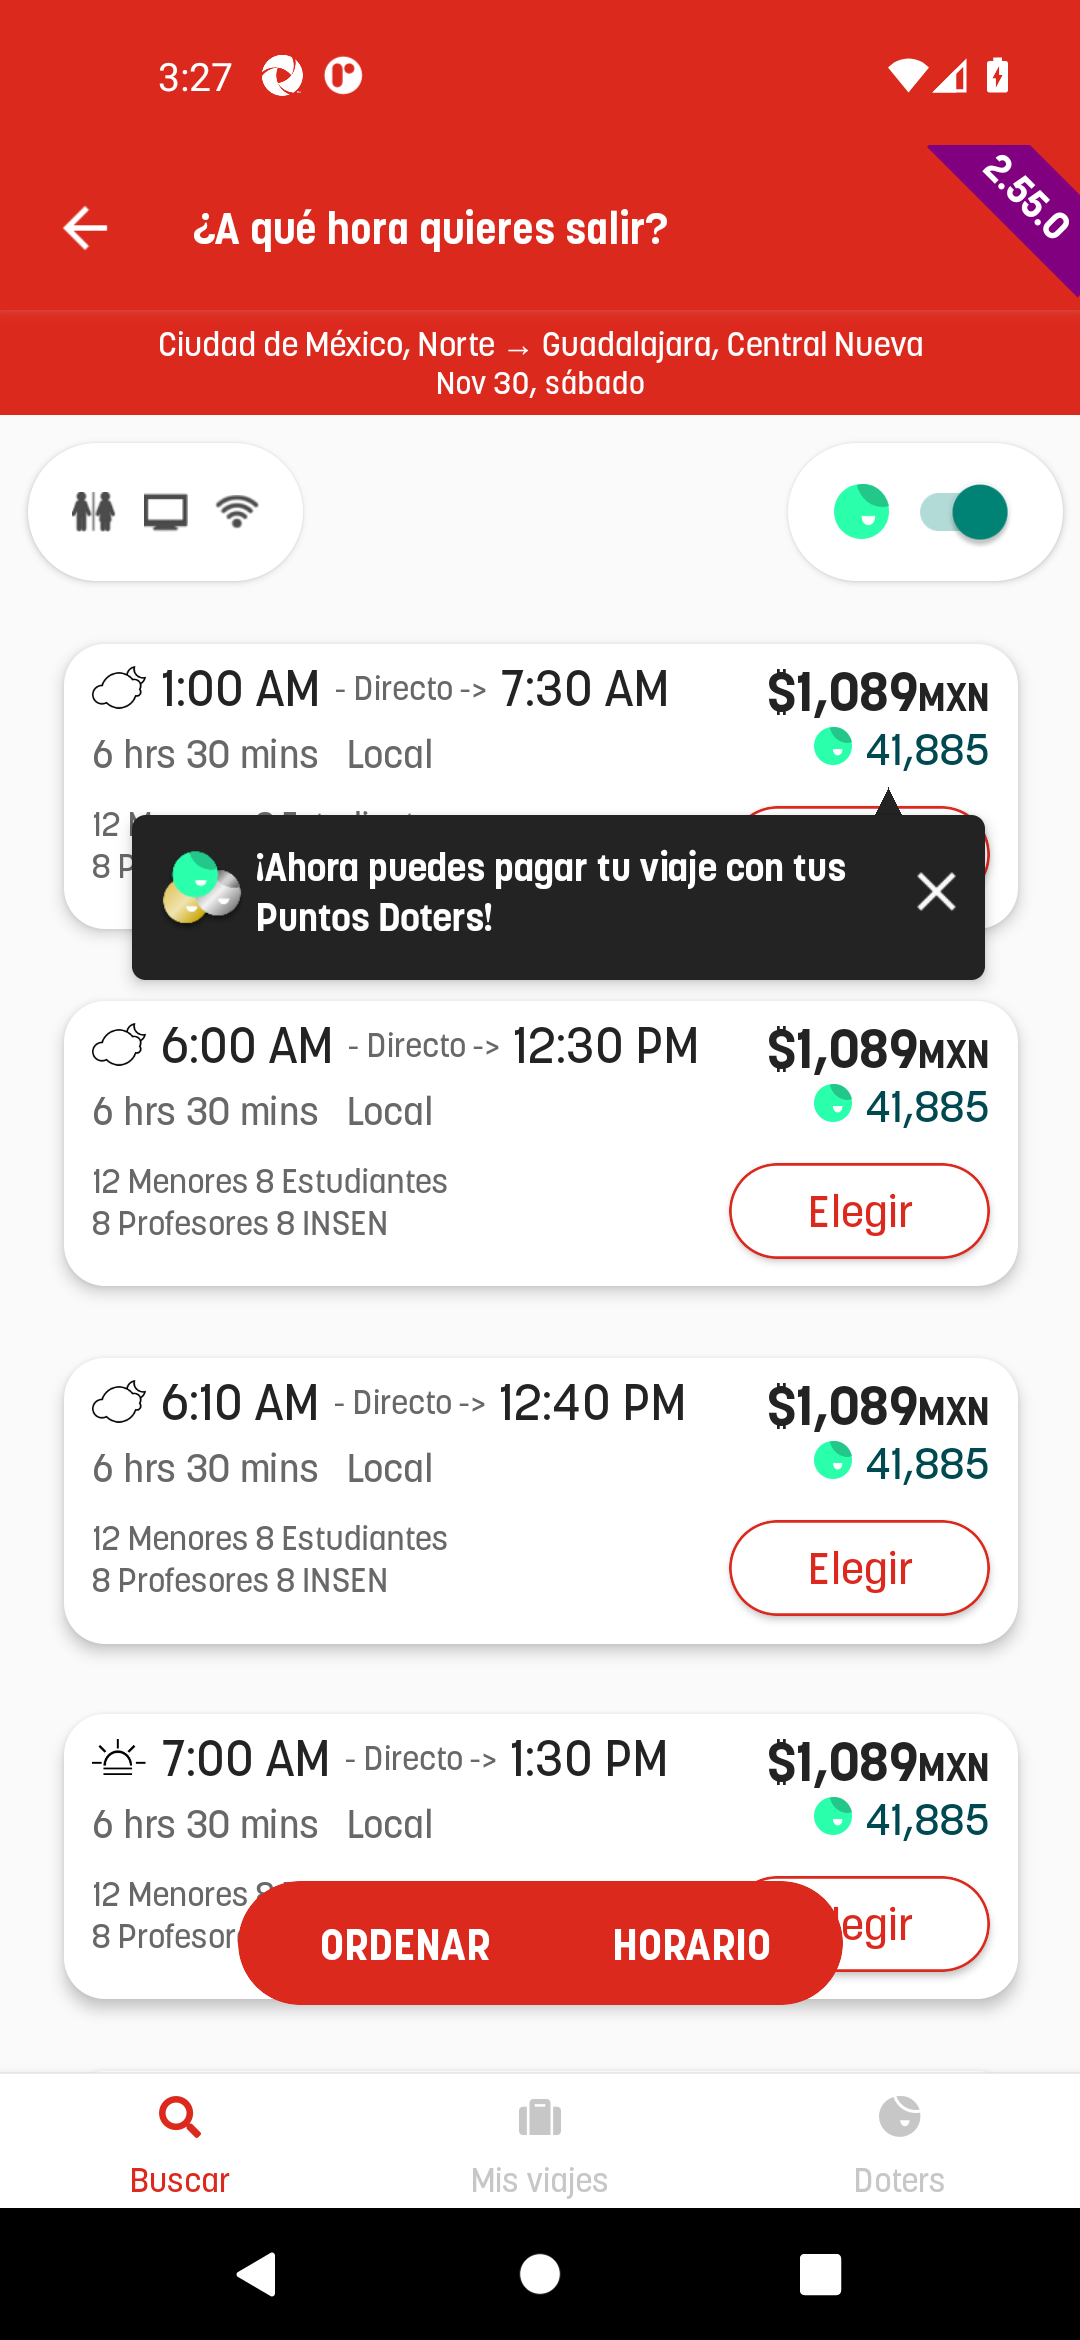 3:27
2.55.0
¿A qué hora quieres salir?
Ciudad de México, Norte → Guadalajara, Central Nueva
Nov 30, sábado
1:00 AM - Directo -> 7:30 AM $1,089MXN
6 hrs 30 mins Local 41,885
12
8 P
¡Ahora puedes pagar tu viaje con tus
Puntos Doters!
6:00 AM - Directo -> 12:30 PM $1,089MXN
6 hrs 30 mins Local 41,885
12 Menores 8 Estudiantes
8 Profesores 8 INSEN
Elegir
6:10 AM - Directo -> 12:40 PM $1,089MXN
6 hrs 30 mins Local 41,885
12 Menores 8 Estudiantes
8 Profesores 8 INSEN
Elegir
7:00 AM - Directo -> 1:30 PM $1,089MXN
6 hrs 30 mins Local 41,885
12 Menores 8
8 Profesor
legir
ORDENAR HORARIO
Buscar Mis viajes Doters